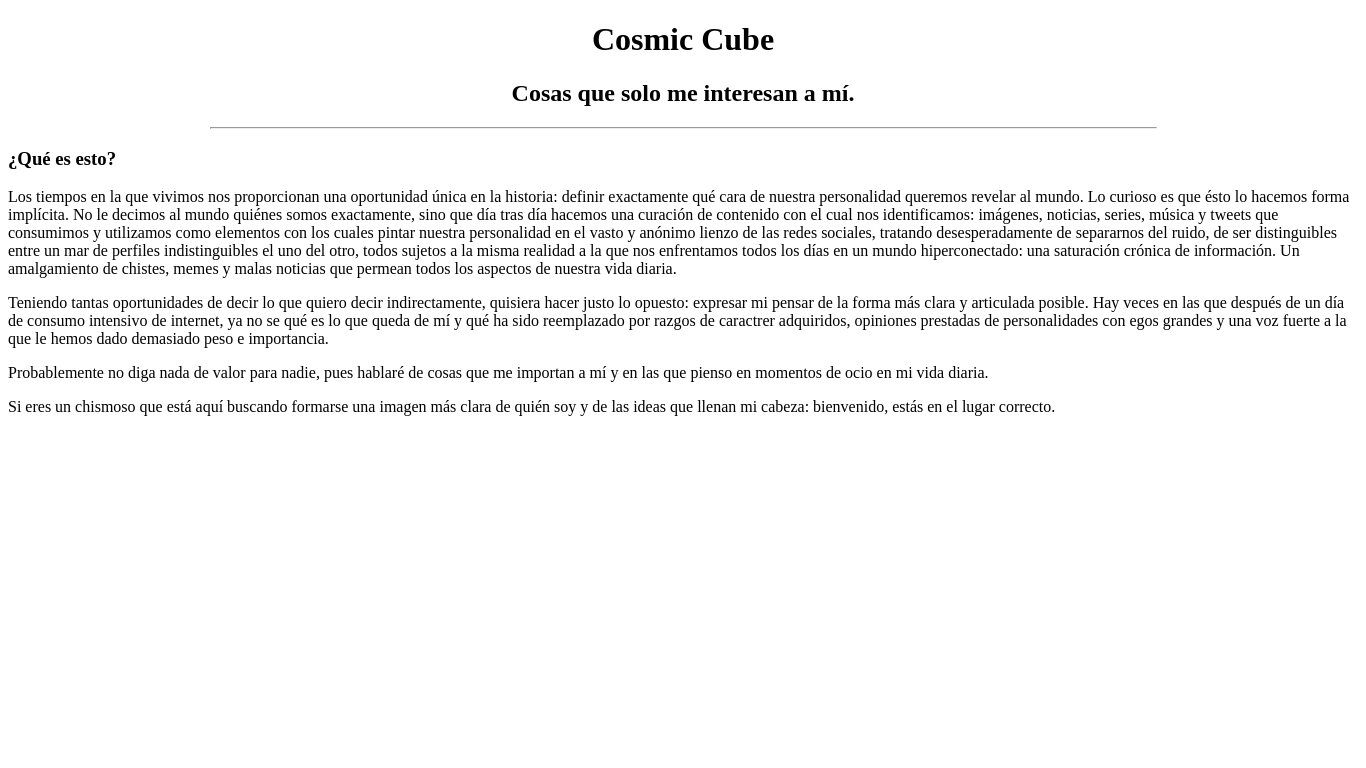 Cosmic Cube
Cosas que solo me interesan a mí.
¿Qué es esto?
Los tiempos en la que vivimos nos proporcionan una oportunidad única en la historia: definir exactamente qué cara de nuestra personalidad queremos revelar al mundo. Lo curioso es que ésto lo hacemos forma
implícita. No le decimos al mundo quiénes somos exactamente, sino que día tras día hacemos una curación de contenido con el cual nos identificamos: imágenes, noticias, series, música y tweets que
consumimos y utilizamos como elementos con los cuales pintar nuestra personalidad en el vasto y anónimo lienzo de las redes sociales, tratando desesperadamente de separarnos del ruido, de ser distinguibles
entre un mar de perfiles indistinguibles el uno del otro, todos sujetos a la misma realidad a la que nos enfrentamos todos los días en un mundo hiperconectado: una saturación crónica de información. Un
amalgamiento de chistes, memes y malas noticias que permean todos los aspectos de nuestra vida diaria.
Teniendo tantas oportunidades de decir lo que quiero decir indirectamente, quisiera hacer justo lo opuesto: expresar mi pensar de la forma más clara y articulada posible. Hay veces en las que después de un día
de consumo intensivo de internet, ya no se qué es lo que queda de mí y qué ha sido reemplazado por razgos de caractrer adquiridos, opiniones prestadas de personalidades con egos grandes y una voz fuerte a la
que le hemos dado demasiado peso e importancia.
Probablemente no diga nada de valor para nadie, pues hablaré de cosas que me importan a mí y en las que pienso en momentos de ocio en mi vida diaria.
Si eres un chismoso que está aquí buscando formarse una imagen más clara de quién soy y de las ideas que llenan mi cabeza: bienvenido, estás en el lugar correcto.